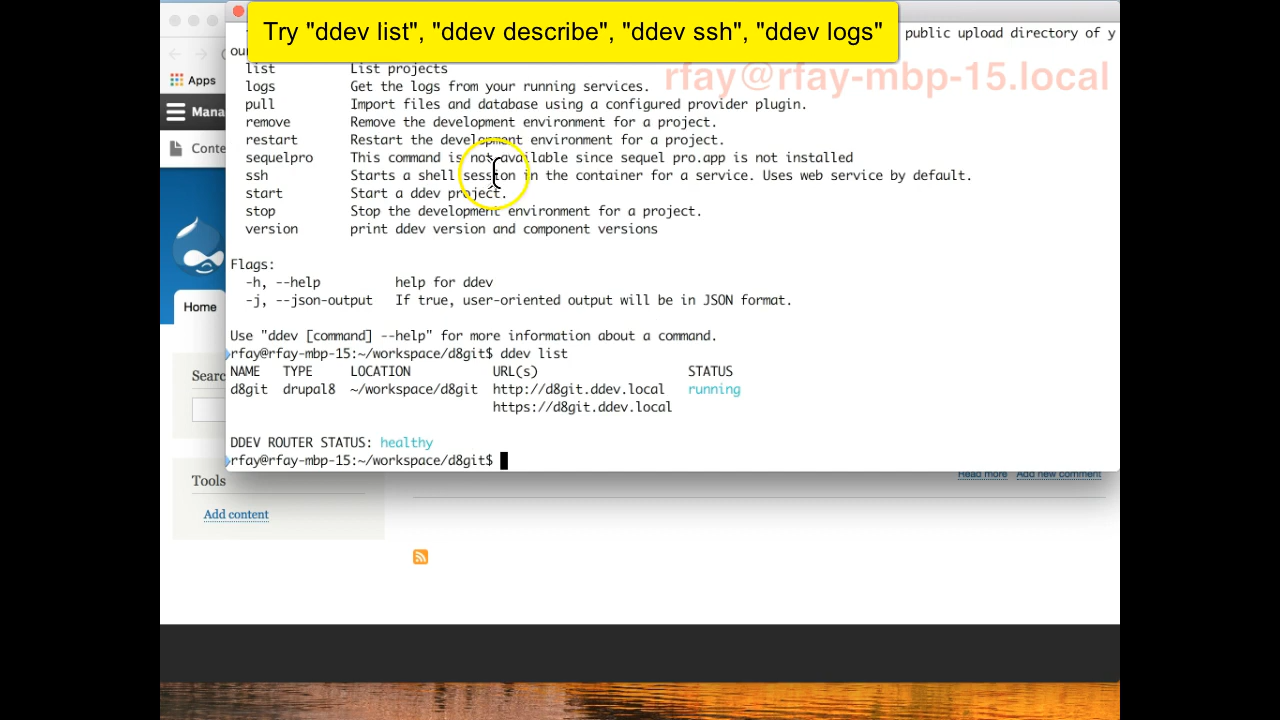 Try "ddev list", "ddev describe", "ddev ssh", "ddev logs"
public upload directory of y
our
rfay@rfay-mbp-15.local
list List projects
logs Get the logs from your running services.
pull Import files and database using a configured provider plugin.
remove Remove the development environment for a project.
restart Restart the development environment for a project.
sequelpro This command is not available since sequel pro.app is not installed
ssh Starts a shell session in the container for a service. Uses web service by default.
start Start a ddev project.
stop Stop the development environment for a project.
version print ddev version and component versions
Flags:
-h, --help help for ddev
-j, --json-output If true, user-oriented output will be in JSON format.
Use "ddev [command] --help" for more information about a command.
rfay@rfay-mbp-15:~/workspace/d8git$ ddev list
NAME TYPE LOCATION URL(s) STATUS
d8git drupal8 ~/workspace/d8git http://d8git.ddev.local running
https://d8git.ddev.local
DDEV ROUTER STATUS: healthy
rfay@rfay-mbp-15:~/workspace/d8git$
Apps
Mana
Conte
Home
Searc
Tools
Add content
Read more Add new comment